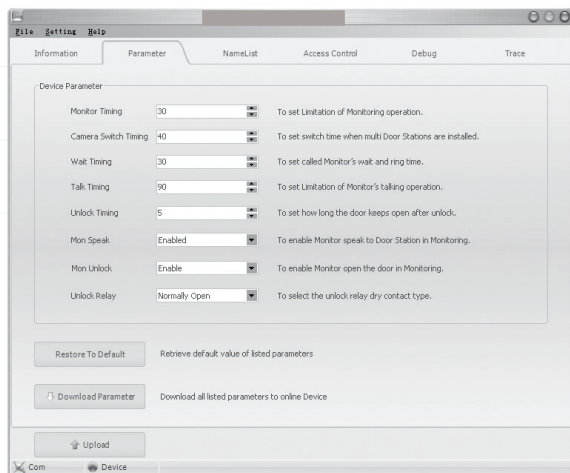 File Setting Help
Information Parameter NameList Access Control Debug Trace
Device Parameter
Monitor Timing 30 To set Limitation of Monitoring operation.
Camera Switch Timing 40 To set switch time when multi Door Stations are installed.
Wait Timing 30 To set called Monitor's wait and ring time.
Talk Timing 90 To set Limitation of Monitor's talking operation.
Unlock Timing 5 To set how long the door keeps open after unlock.
Mon Speak Enabled To enable Monitor speak to Door Station in Monitoring.
Mon Unlock Enable To enable Monitor open the door in Monitoring.
Unlock Relay Normally Open To select the unlock relay dry contact type.
Restore To Default Retrieve default value of listed parameters
Download Parameter Download all listed parameters to online Device
Upload
Com Device